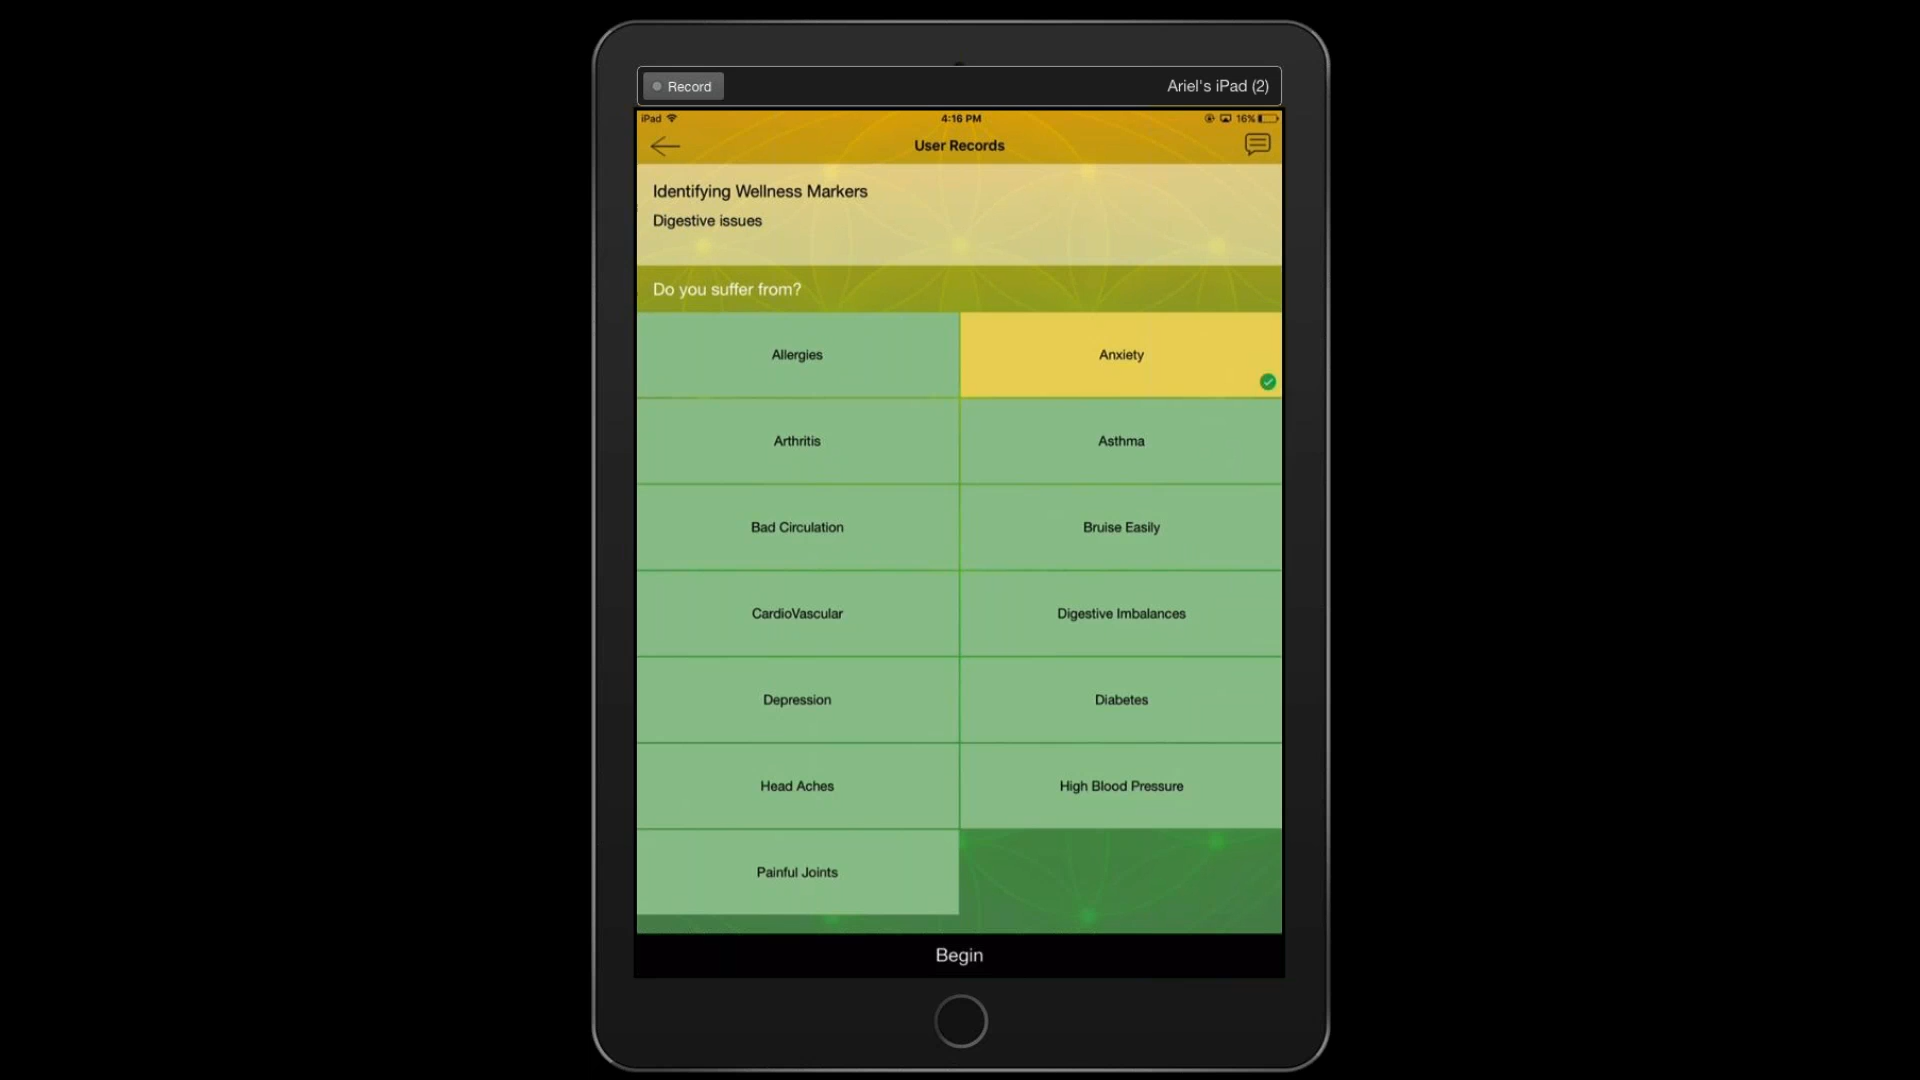 Record
Ariel's iPad (2)
iPad 4:16 PM 16%
User Records
Identifying Wellness Markers
Digestive issues
Do you suffer from?
Allergies Anxiety
Arthritis Asthma
Bad Circulation Bruise Easily
CardioVascular Digestive Imbalances
Depression Diabetes
Head Aches High Blood Pressure
Painful Joints
Begin